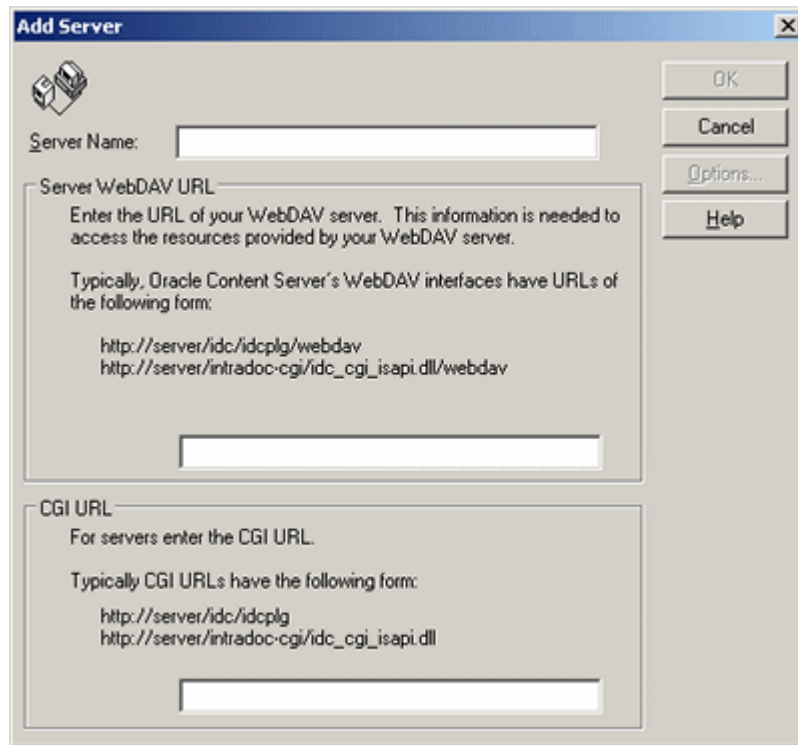 Add Server
OK
Server Name:
Cancel
Server WebDAV URL
Options...
Enter the URL of your WebDAV server. This information is needed to
access the resources provided by your WebDAV server.
Help
Typically, Oracle Content Server's WebDAV interfaces have URLs of
the following form:
http://server/idc/idcplg/webdav
http://server/intradoc-cgi/idc_cgi_isapi.dll/webdav
CGI URL
For servers enter the CGI URL.
Typically CGI URLs have the following form:
http://server/idc/idcplg
http://server/intradoc-cgi/idc_cgi_isapi.dll